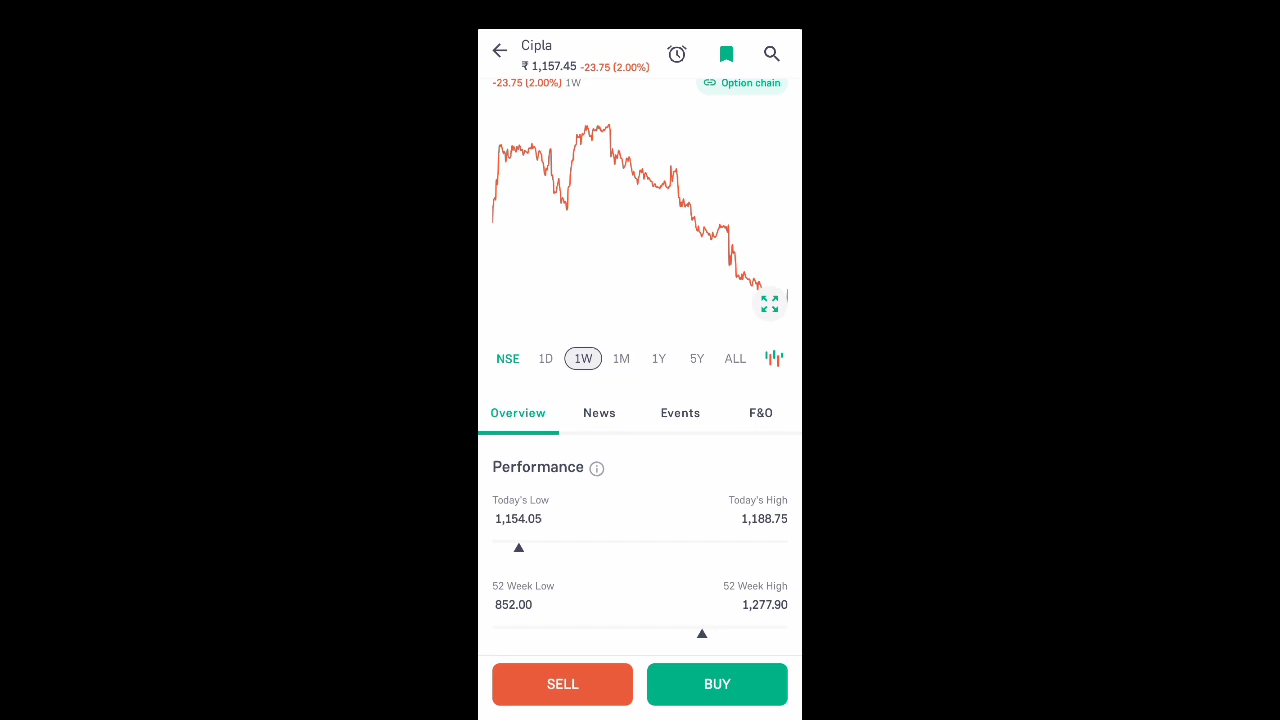 Cipla
₹ 1,157.45 -23.75 (2.00%)
-23.75 (2.00%) 1W
Option chain
NSE 1D 1W 1M 1Y 5Y ALL
Overview News Events F&O
Performance
Today's Low Today's High
1,154.05 1,188.75
52 Week Low 52 Week High
852.00 1,277.90
SELL BUY